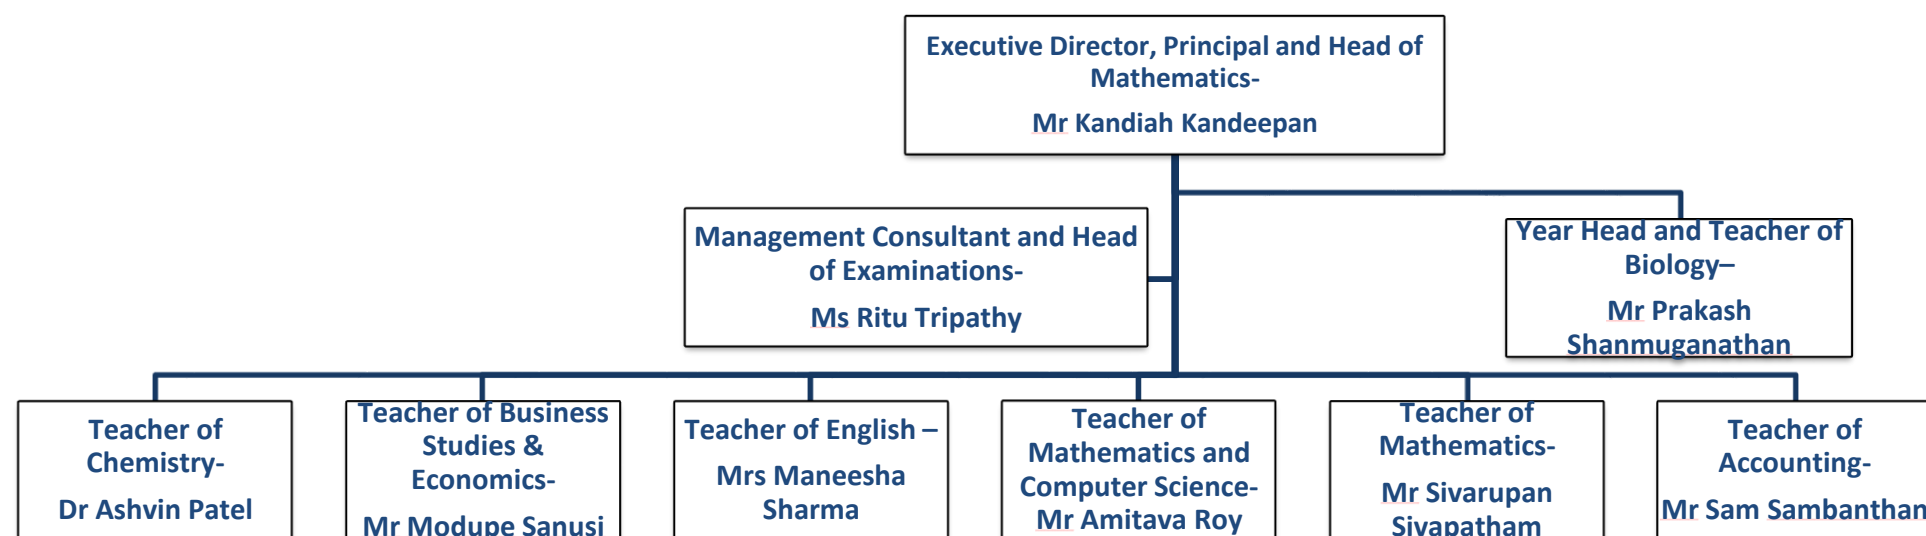 Executive Director, Principal and Head of
Mathematics-
Mr Kandiah Kandeepan
Management Consultant and Head
of Examinations-
Ms Ritu Tripathy
Year Head and Teacher of
Biology–
Mr Prakash
Shanmuganathan
Teacher of
Chemistry-
Dr Ashvin Patel
Teacher of Business
Studies &
Economics-
Mr Modupe Sanusi
Teacher of English –
Mrs Maneesha
Sharma
Teacher of
Mathematics and
Computer Science-
Mr Amitava Roy
Teacher of
Mathematics-
Mr Sivarupan
Sivapatham
Teacher of
Accounting-
Mr Sam Sambanthan